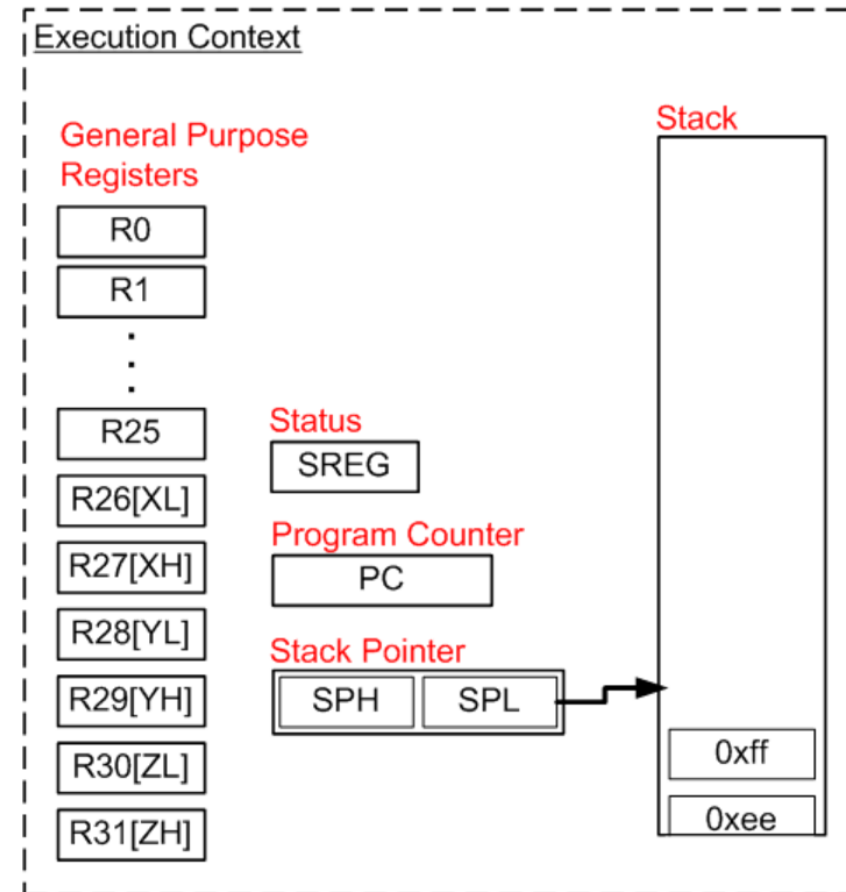 Execution Context
General Purpose
Registers
R0
R1
R25
R26[XL]
R27[XH]
R28[YL]
R29[YH]
R30[ZL]
R31[ZH]
Status
SREG
Program Counter
PC
Stack Pointer
SPH SPL
Stack
0xff
0xee